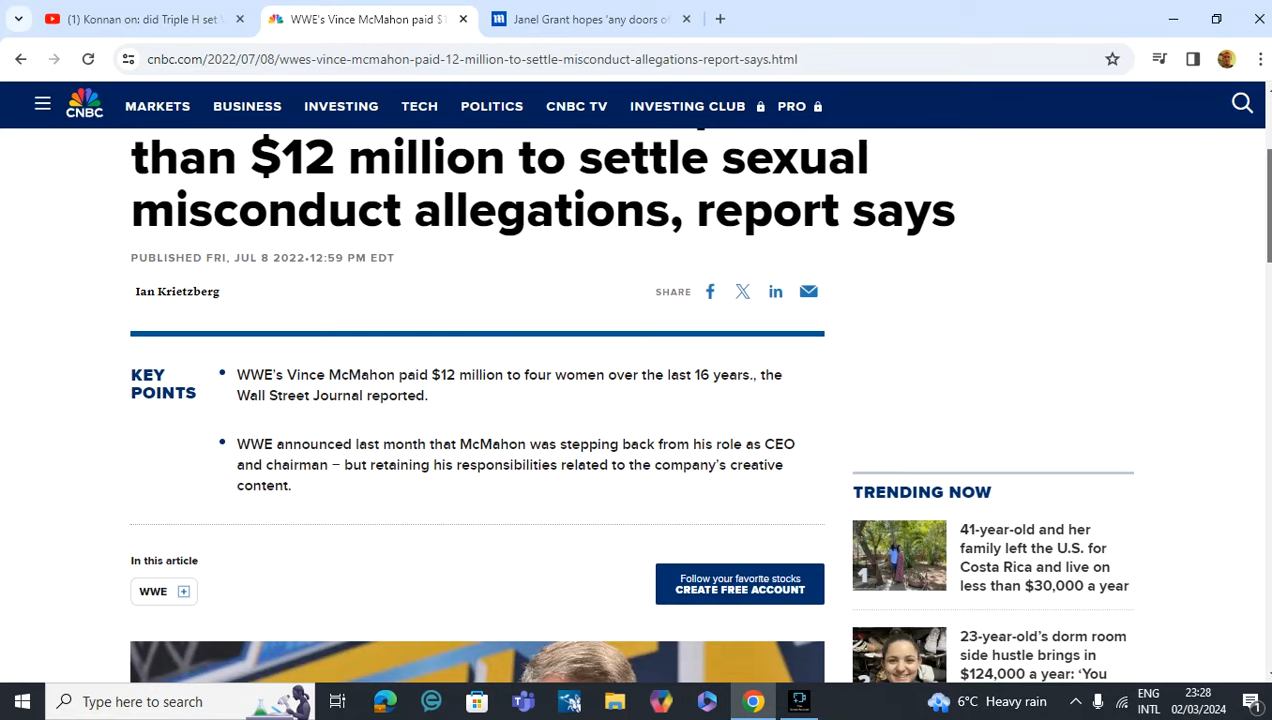 (1) Konnan on: did Triple H set
WWE's Vince McMahon paid $1
Janel Grant hopes 'any doors o
cnbc.com/2022/07/08/wwes-vince-mcmahon-paid-12-million-to-settle-misconduct-allegations-report-says.html
CNBC
MARKETS BUSINESS INVESTING TECH POLITICS CNBC TV INVESTING CLUB PRO
than $12 million to settle sexual
misconduct allegations, report says
PUBLISHED FRI, JUL 8 2022•12:59 PM EDT
Ian Krietzberg
SHARE
KEY
POINTS
WWE's Vince McMahon paid $12 million to four women over the last 16 years., the
Wall Street Journal reported.
WWE announced last month that McMahon was stepping back from his role as CEO
and chairman – but retaining his responsibilities related to the company's creative
content.
In this article
WWE
Follow your favorite stocks
CREATE FREE ACCOUNT
TRENDING NOW
1
41-year-old and her
family left the U.S. for
Costa Rica and live on
less than $30,000 a year
23-year-old's dorm room
side hustle brings in
$124,000 a year: 'You
Type here to search
6°C Heavy rain
ENG
INTL
23:28
02/03/2024
1